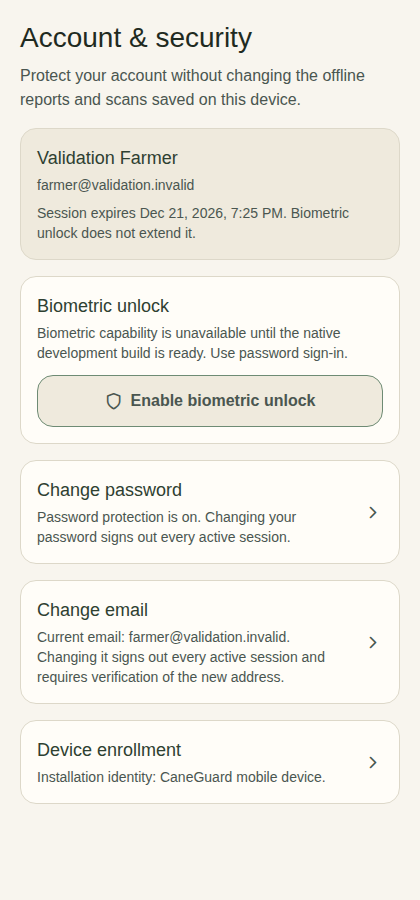 Account & security
Protect your account without changing the offline
reports and scans saved on this device.
Validation Farmer
farmer@validation.invalid
Session expires Dec 21, 2026, 7:25 PM. Biometric
unlock does not extend it.
Biometric unlock
Biometric capability is unavailable until the native
development build is ready. Use password sign-in.
Enable biometric unlock
Change password
Password protection is on. Changing your
password signs out every active session.
Change email
Current email: farmer@validation.invalid.
Changing it signs out every active session and
requires verification of the new address.
Device enrollment
Installation identity: CaneGuard mobile device.